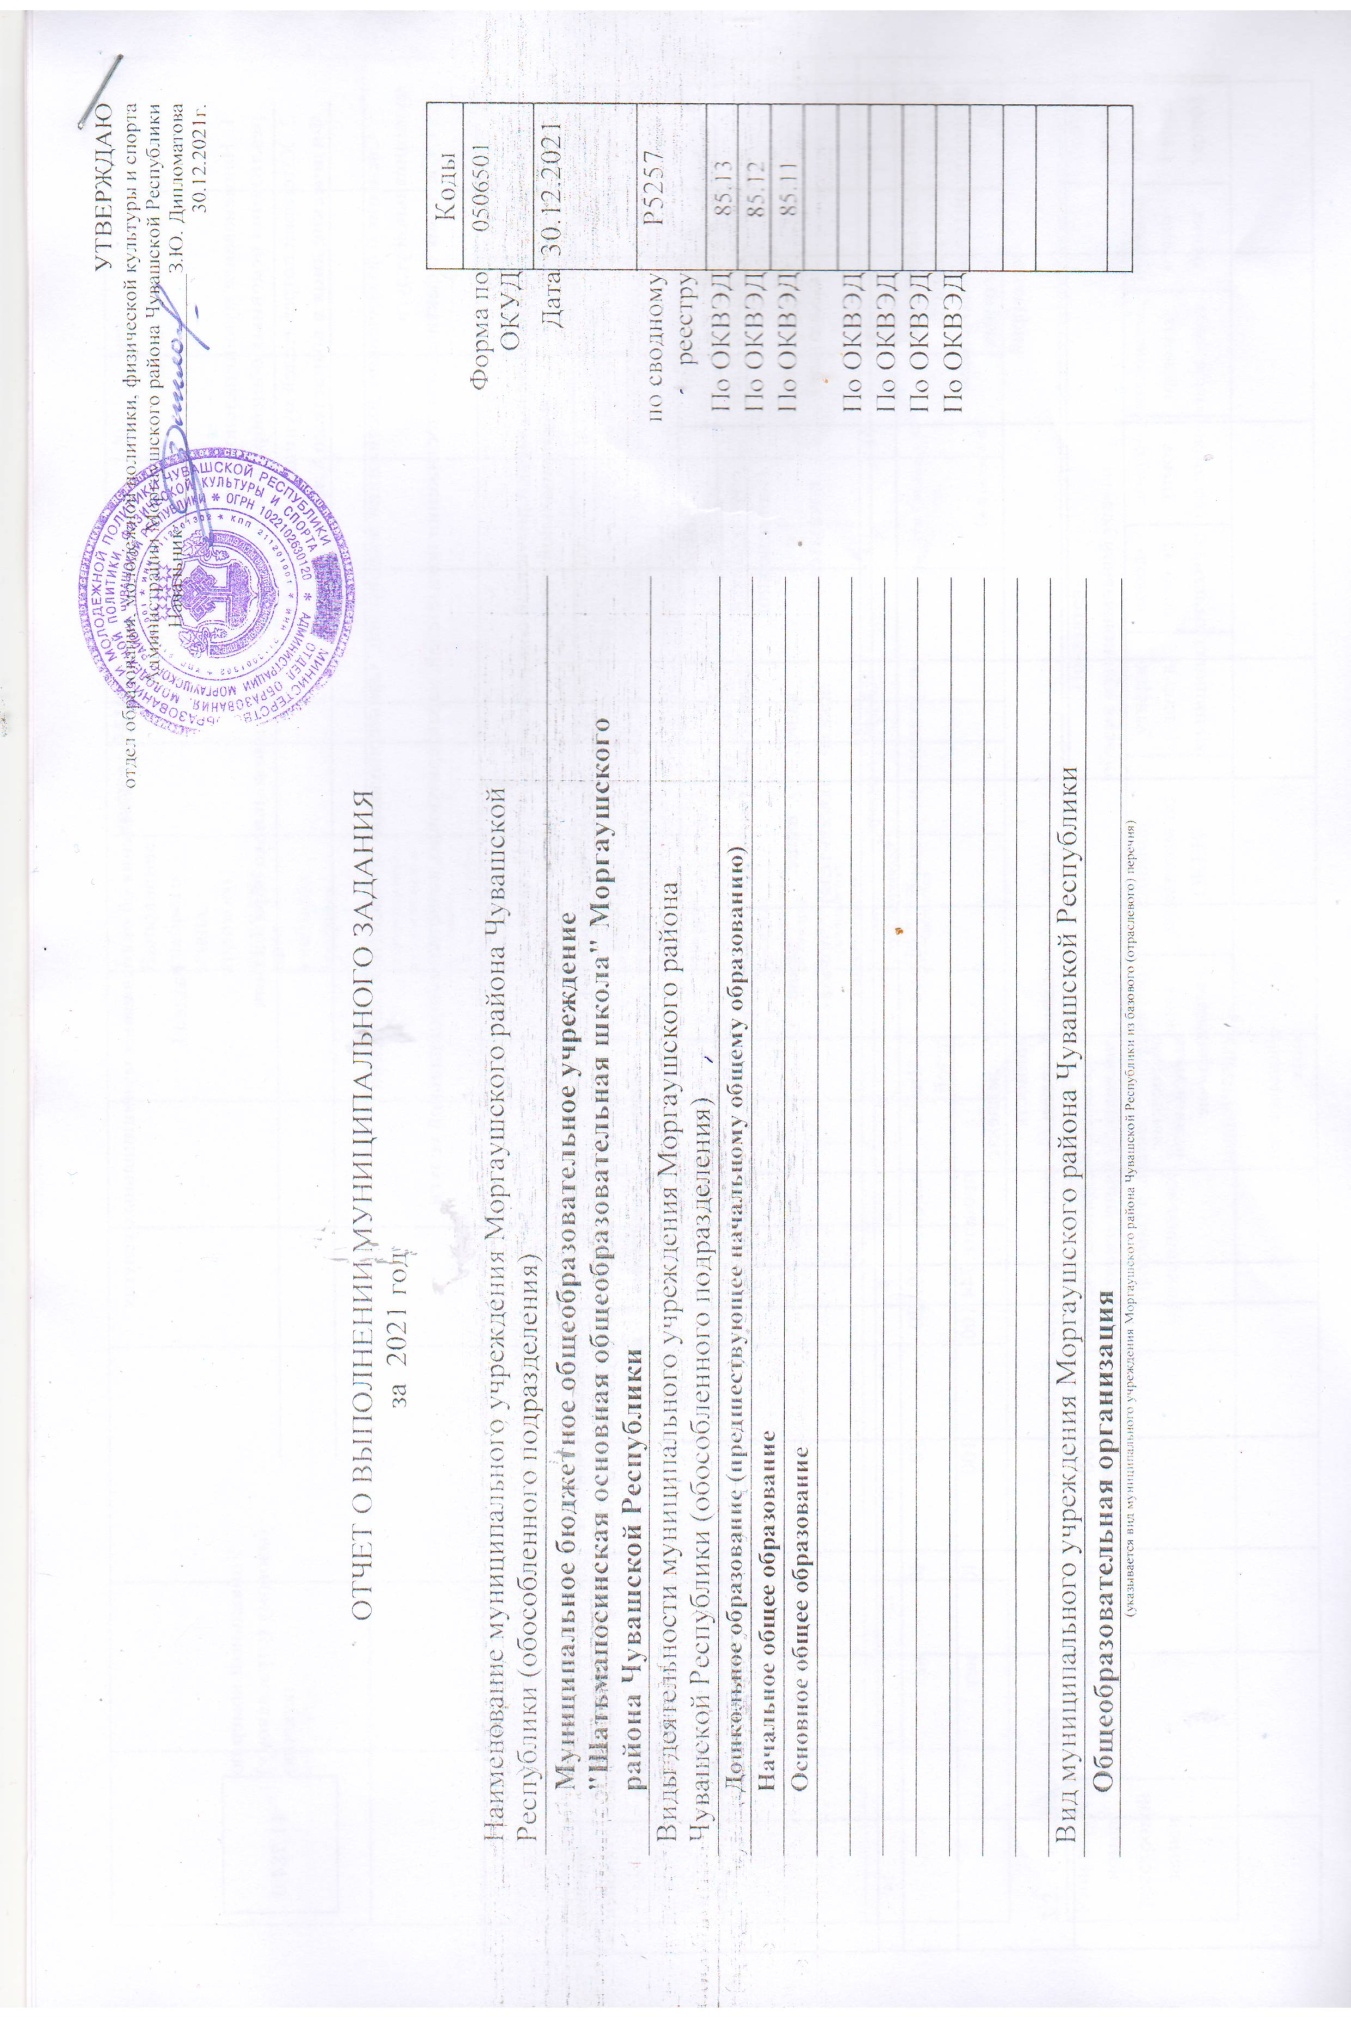 УТВЕРЖДАЮ
отдел образования, молодежной политики, физической культуры и спорта
администрации Моргаушского района Чувашской Республики
Начальник З.Ю. Дипломатова
30.12.2021г.
ОТЧЕТ О ВЫПОЛНЕНИИ МУНИЦИПАЛЬНОГО ЗАДАНИЯ
за 2021 год
Коды
Форма по ОКУД 0506501
Дата 30.12.2021
по сводному реестру Р5257
По ОКВЭД 85.13
По ОКВЭД 85.12
По ОКВЭД 85.11
По ОКВЭД
По ОКВЭД
По ОКВЭД
По ОКВЭД
Наименование муниципального учреждения Моргаушского района Чувашской
Республики (обособленного подразделения)
Муниципальное бюджетное общеобразовательное учреждение
"Шатьмапосинская основная общеобразовательная школа" Моргаушского
района Чувашской Республики
Виды деятельности муниципального учреждения Моргаушского района
Чувашской Республики (обособленного подразделения)
Дошкольное образование (предшествующее начальному общему образованию)
Начальное общее образование
Основное общее образование
Вид муниципального учреждения Моргаушского района Чувашской Республики
Общеобразовательная организация
(указывается вид муниципального учреждения Моргаушского района Чувашской Республики из базового (отраслевого) перечня)